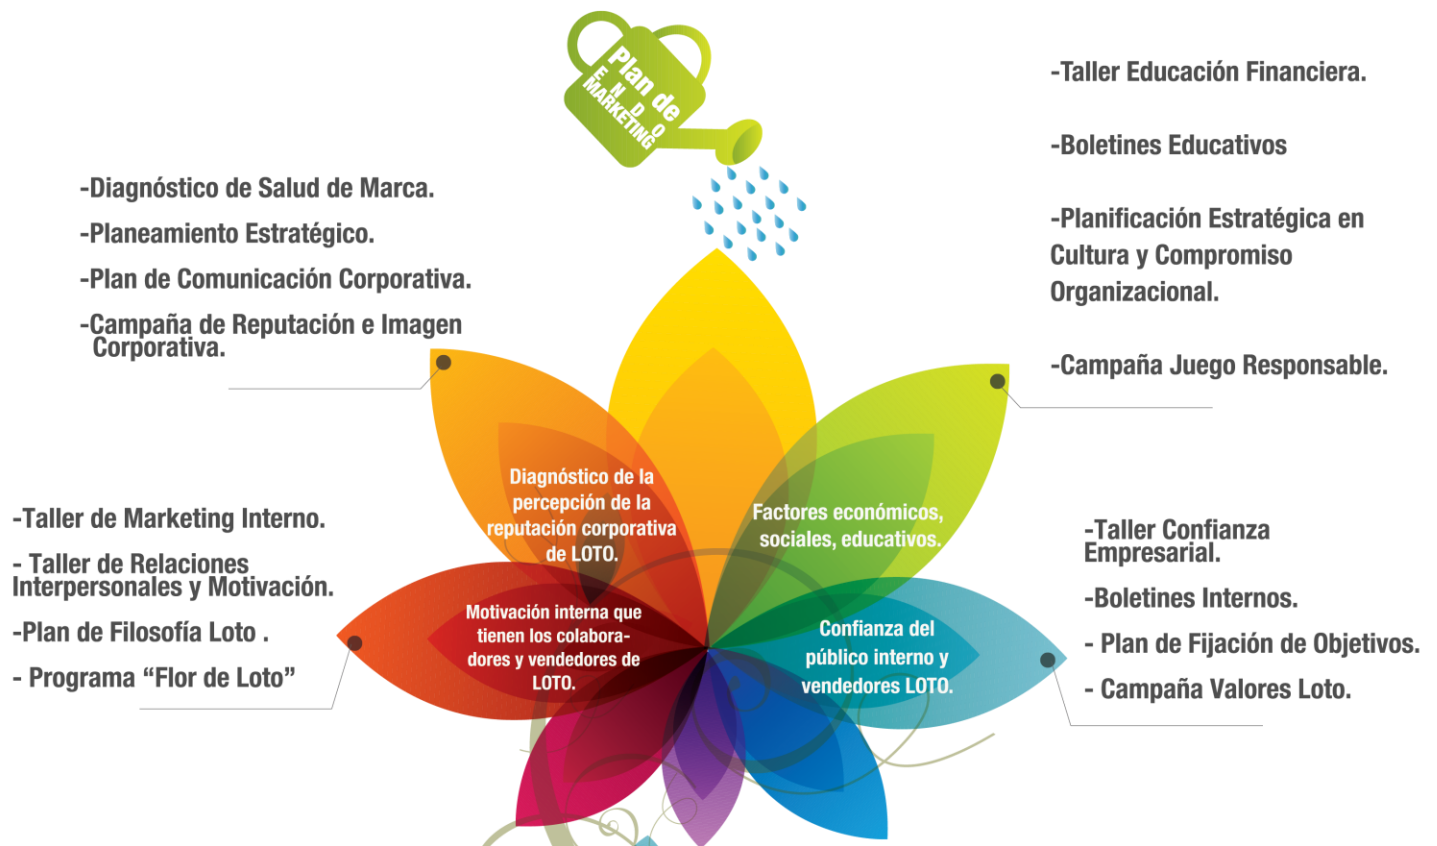 Plan de
ENDO
MARKETING
-Diagnóstico de Salud de Marca.
-Planeamiento Estratégico.
-Plan de Comunicación Corporativa.
-Campaña de Reputación e Imagen
Corporativa.
-Taller Educación Financiera.
-Boletines Educativos
-Planificación Estratégica en
Cultura y Compromiso
Organizacional.
-Campaña Juego Responsable.
Diagnóstico de la
percepción de la
reputación corporativa
de LOTO.
Factores económicos,
sociales, educativos.
-Taller de Marketing Interno.
- Taller de Relaciones
Interpersonales y Motivación.
-Plan de Filosofía Loto .
- Programa “Flor de Loto”
Motivación interna que
tienen los colabora-
dores y vendedores de
LOTO.
Confianza del
público interno y
vendedores LOTO.
-Taller Confianza
Empresarial.
-Boletines Internos.
- Plan de Fijación de Objetivos.
- Campaña Valores Loto.